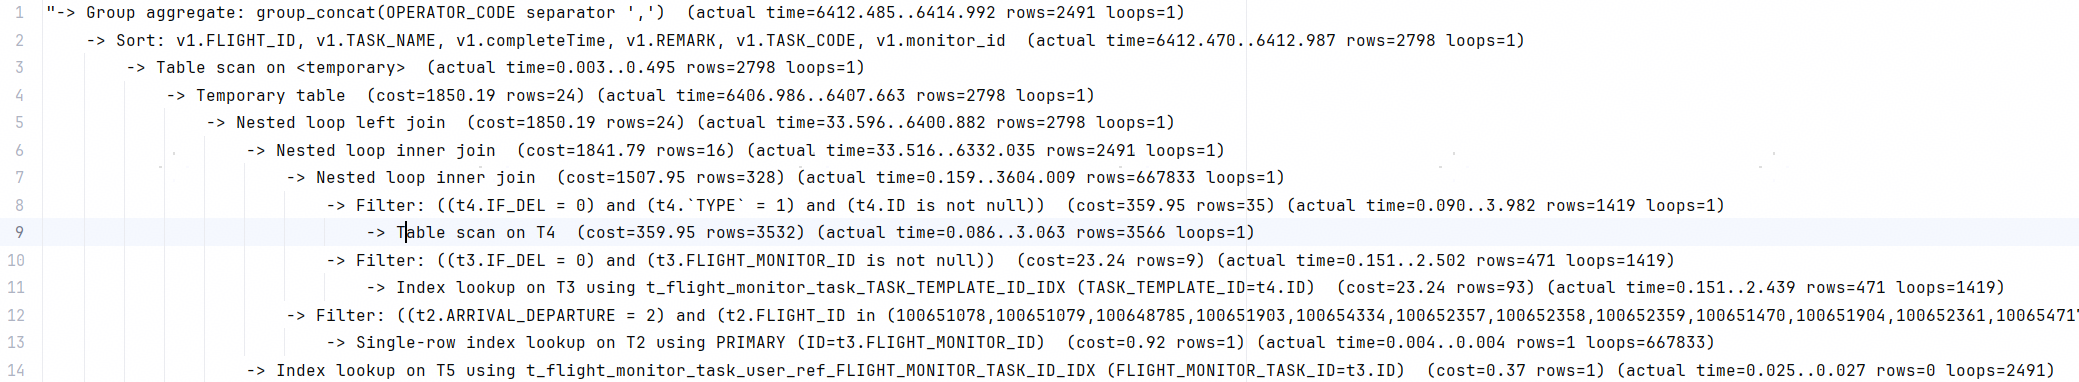 1 "-> Group aggregate: group_concat(OPERATOR_CODE separator ',')  (actual time=6412.485..6414.992 rows=2491 loops=1)
2 -> Sort: v1.FLIGHT_ID, v1.TASK_NAME, v1.completeTime, v1.REMARK, v1.TASK_CODE, v1.monitor_id  (actual time=6412.470..6412.987 rows=2798 loops=1)
3 -> Table scan on <temporary>  (actual time=0.003..0.495 rows=2798 loops=1)
4 -> Temporary table  (cost=1850.19 rows=24) (actual time=6406.986..6407.663 rows=2798 loops=1)
5 -> Nested loop left join  (cost=1850.19 rows=24) (actual time=33.596..6400.882 rows=2798 loops=1)
6 -> Nested loop inner join  (cost=1841.79 rows=16) (actual time=33.516..6332.035 rows=2491 loops=1)
7 -> Nested loop inner join  (cost=1507.95 rows=328) (actual time=0.159..3604.009 rows=667833 loops=1)
8 -> Filter: ((t4.IF_DEL = 0) and (t4.`TYPE` = 1) and (t4.ID is not null))  (cost=359.95 rows=35) (actual time=0.090..3.982 rows=1419 loops=1)
9 -> Table scan on T4  (cost=359.95 rows=3532) (actual time=0.086..3.063 rows=3566 loops=1)
10 -> Filter: ((t3.IF_DEL = 0) and (t3.FLIGHT_MONITOR_ID is not null))  (cost=23.24 rows=9) (actual time=0.151..2.502 rows=471 loops=1419)
11 -> Index lookup on T3 using t_flight_monitor_task_TASK_TEMPLATE_ID_IDX (TASK_TEMPLATE_ID=t4.ID)  (cost=23.24 rows=93) (actual time=0.151..2.439 rows=471 loops=1419)
12 -> Filter: ((t2.ARRIVAL_DEPARTURE = 2) and (t2.FLIGHT_ID in (100651078,100651079,100648785,100651903,100654334,100652357,100652358,100652359,100651470,100651904,100652361,10065471
13 -> Single-row index lookup on T2 using PRIMARY (ID=t3.FLIGHT_MONITOR_ID)  (cost=0.92 rows=1) (actual time=0.004..0.004 rows=1 loops=667833)
14 -> Index lookup on T5 using t_flight_monitor_task_user_ref_FLIGHT_MONITOR_TASK_ID_IDX (FLIGHT_MONITOR_TASK_ID=t3.ID)  (cost=0.37 rows=1) (actual time=0.025..0.027 rows=0 loops=2491)